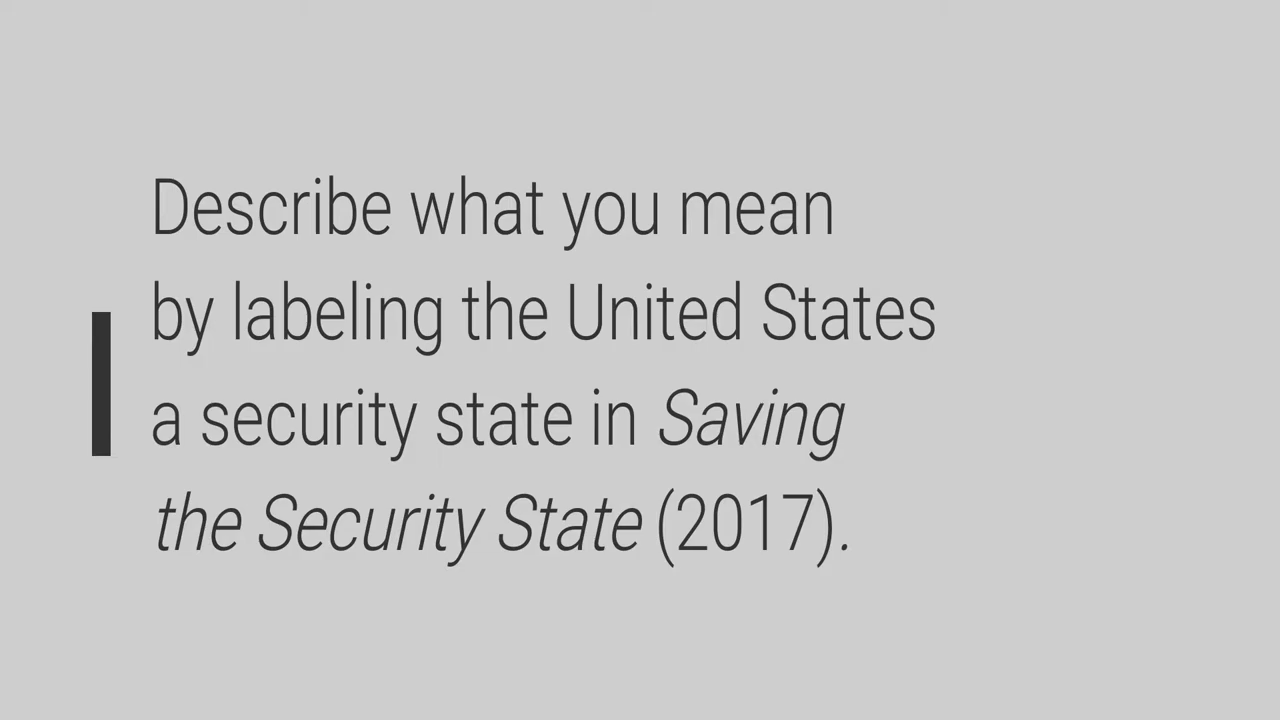 Describe what you mean
by labeling the United States
a security state in Saving
the Security State (2017).